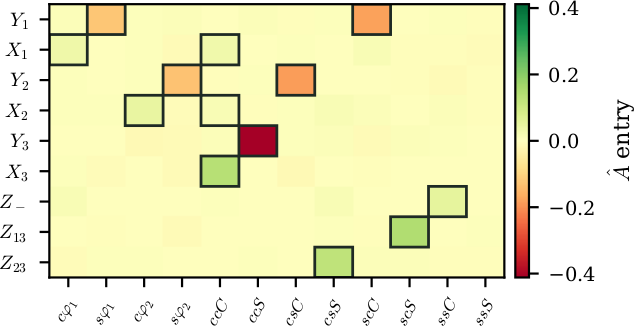 Y₁
X₁
Y₂
X₂
Y₃
X₃
Z₋
Z₁₃
Z₂₃
cφ₁ sφ₁ cφ₂ sφ₂ ccC ccS csC csS scC scS ssC ssS
0.4
0.2
0.0
−0.2
−0.4
Â entry